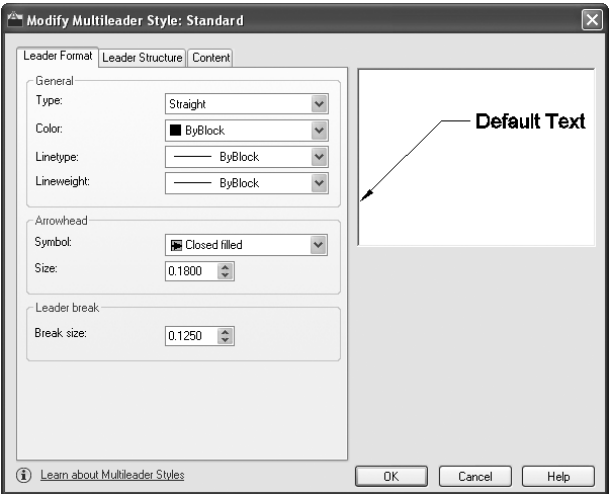 Modify Multileader Style: Standard
Leader Format Leader Structure Content
General
Type: Straight
Color: ByBlock
Linetype: ByBlock
Lineweight: ByBlock
Arrowhead
Symbol: Closed filled
Size: 0.1800
Leader break
Break size: 0.1250
Default Text
Learn about Multileader Styles
OK Cancel Help